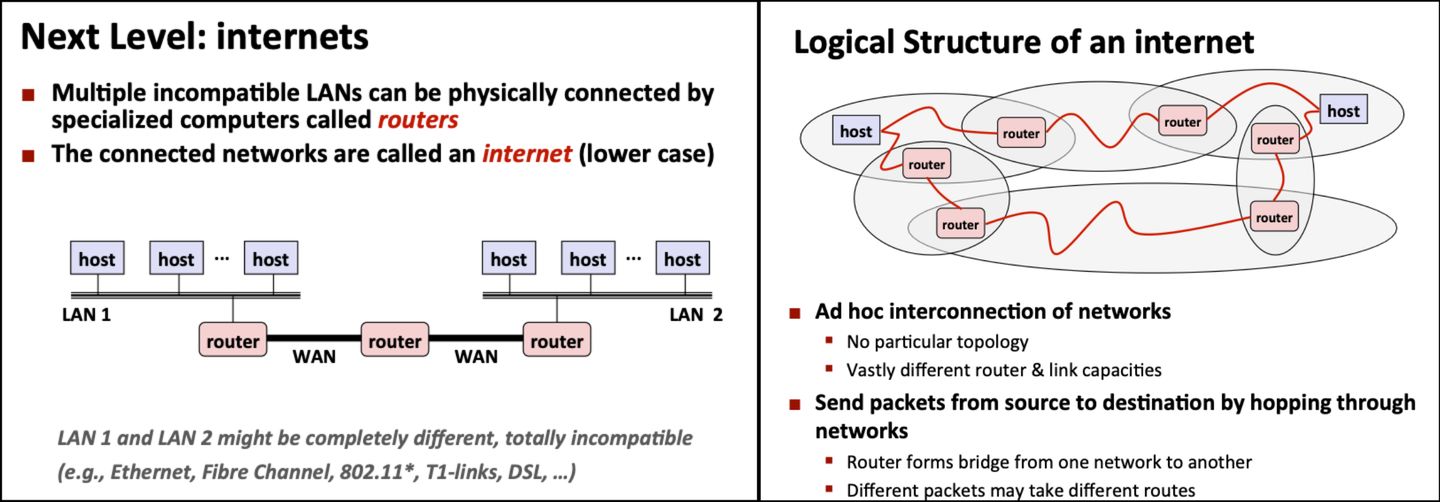 Next Level: internets
■ Multiple incompatible LANs can be physically connected by
specialized computers called routers
■ The connected networks are called an internet (lower case)
host host ... host
LAN 1
host host ... host
LAN 2
router WAN router WAN router
LAN 1 and LAN 2 might be completely different, totally incompatible
(e.g., Ethernet, Fibre Channel, 802.11*, T1-links, DSL, ...)
Logical Structure of an internet
host
router
router
host
router
router
router
router
■ Ad hoc interconnection of networks
▪ No particular topology
▪ Vastly different router & link capacities
■ Send packets from source to destination by hopping through
networks
▪ Router forms bridge from one network to another
▪ Different packets may take different routes